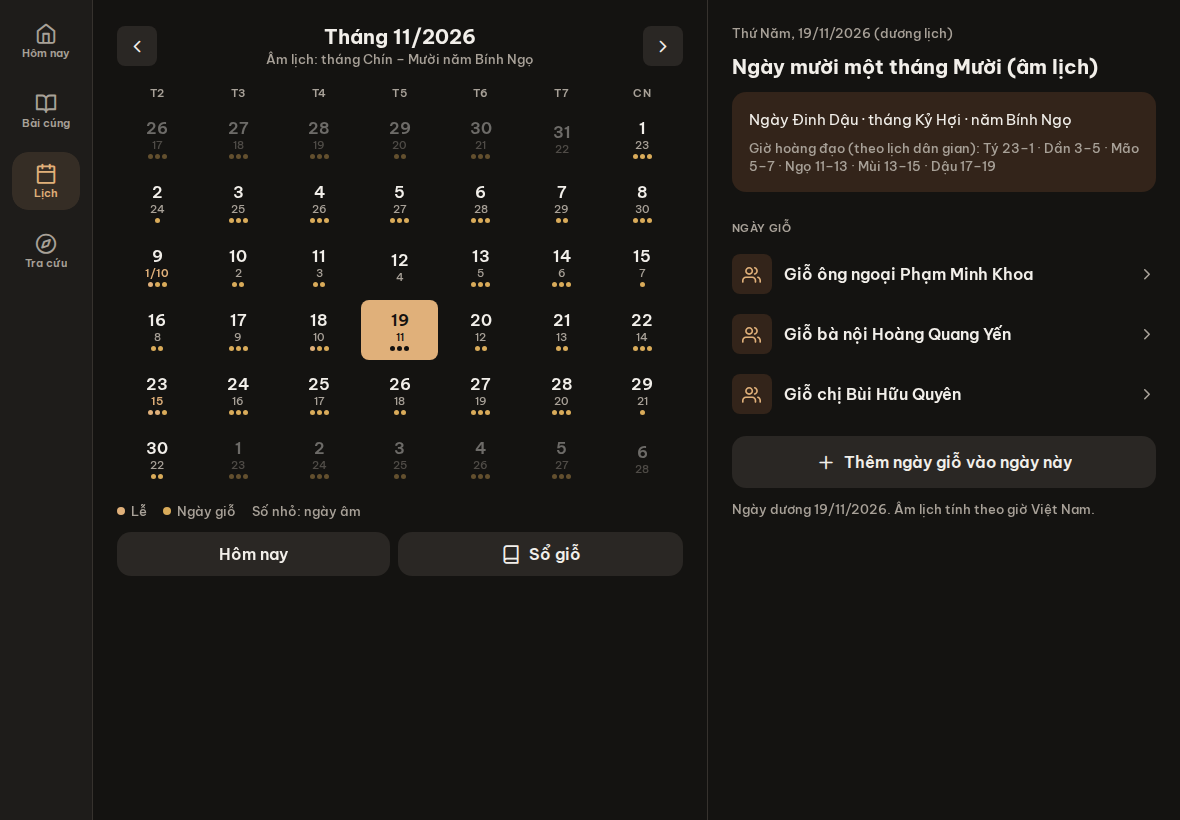 Hôm nay
Bài cúng
Lịch
Tra cứu
Tháng 11/2026
Âm lịch: tháng Chín – Mười năm Bính Ngọ
T2 T3 T4 T5 T6 T7 CN
26 27 28 29 30 31 1
17 18 19 20 21 22 23
2 3 4 5 6 7 8
24 25 26 27 28 29 30
9 10 11 12 13 14 15
1/10 2 3 4 5 6 7
16 17 18 19 20 21 22
8 9 10 11 12 13 14
23 24 25 26 27 28 29
15 16 17 18 19 20 21
30 1 2 3 4 5 6
22 23 24 25 26 27 28
Lễ Ngày giỗ Số nhỏ: ngày âm
Hôm nay
Sổ giỗ
Thứ Năm, 19/11/2026 (dương lịch)
Ngày mười một tháng Mười (âm lịch)
Ngày Đinh Dậu · tháng Kỷ Hợi · năm Bính Ngọ
Giờ hoàng đạo (theo lịch dân gian): Tý 23–1 · Dần 3–5 · Mão
5–7 · Ngọ 11–13 · Mùi 13–15 · Dậu 17–19
NGÀY GIỖ
Giỗ ông ngoại Phạm Minh Khoa
Giỗ bà nội Hoàng Quang Yến
Giỗ chị Bùi Hữu Quyên
Thêm ngày giỗ vào ngày này
Ngày dương 19/11/2026. Âm lịch tính theo giờ Việt Nam.